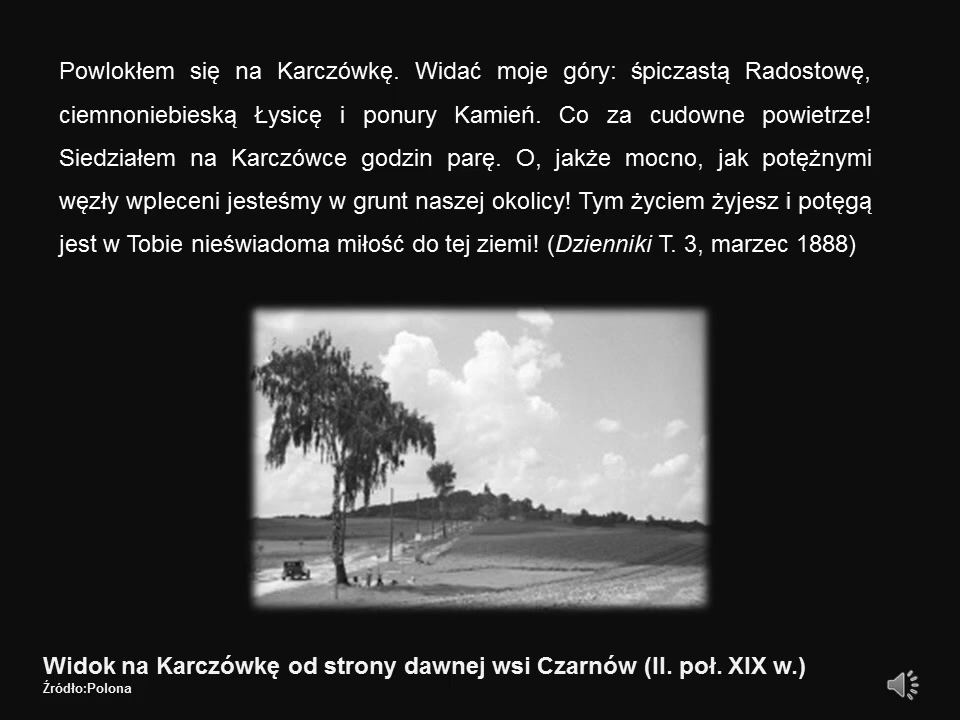 Powlokłem się na Karczówkę. Widać moje góry: śpiczastą Radostowę,
ciemnoniebieską Łysicę i ponury Kamień. Co za cudowne powietrze!
Siedziałem na Karczówce godzin parę. O, jakże mocno, jak potężnymi
węzły wpleceni jesteśmy w grunt naszej okolicy! Tym życiem żyjesz i potęgą
jest w Tobie nieświadoma miłość do tej ziemi! (Dzienniki T. 3, marzec 1888)
Widok na Karczówkę od strony dawnej wsi Czarnów (II. poł. XIX w.)
Źródło:Polona